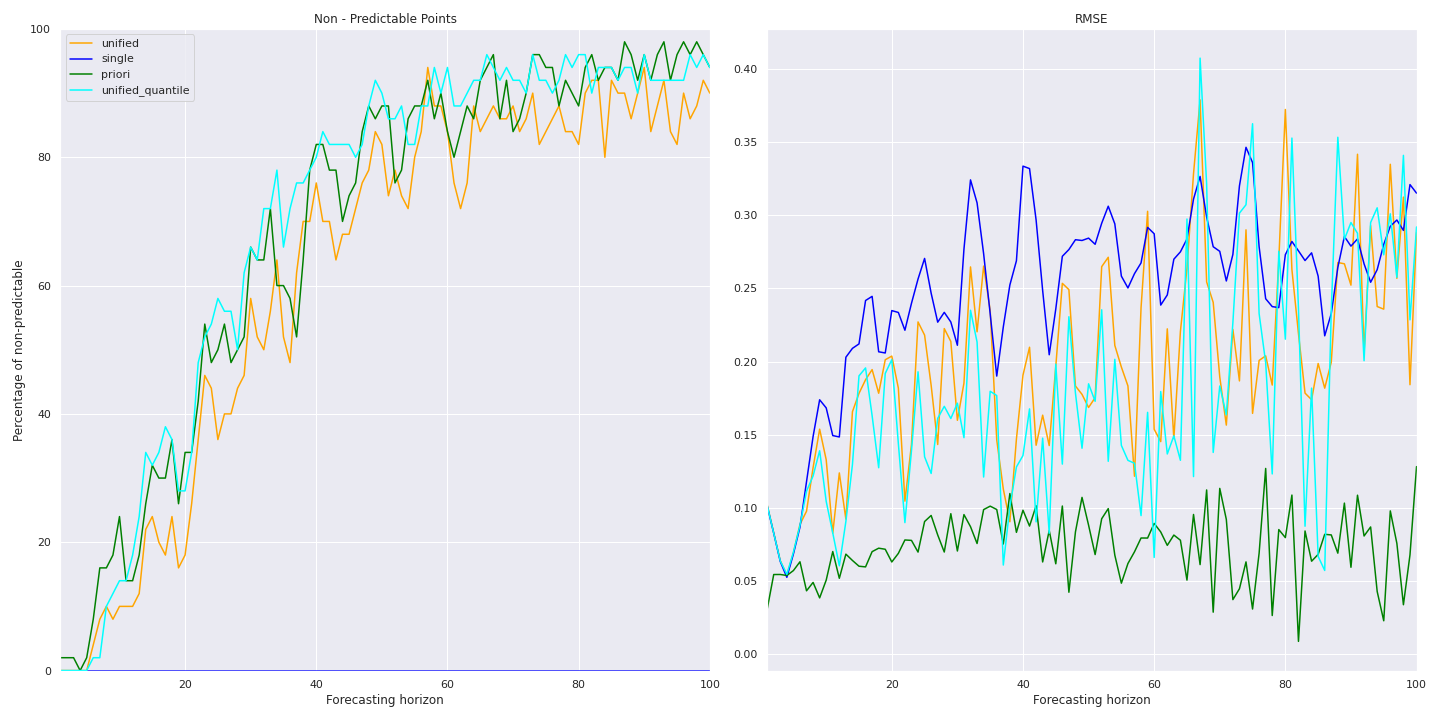 Non - Predictable Points
100
80
60
40
20
0
Percentage of non-predictable
unified
single
priori
unified_quantile
20
40
60
80
100
Forecasting horizon
RMSE
0.40
0.35
0.30
0.25
0.20
0.15
0.10
0.05
0.00
20
40
60
80
100
Forecasting horizon